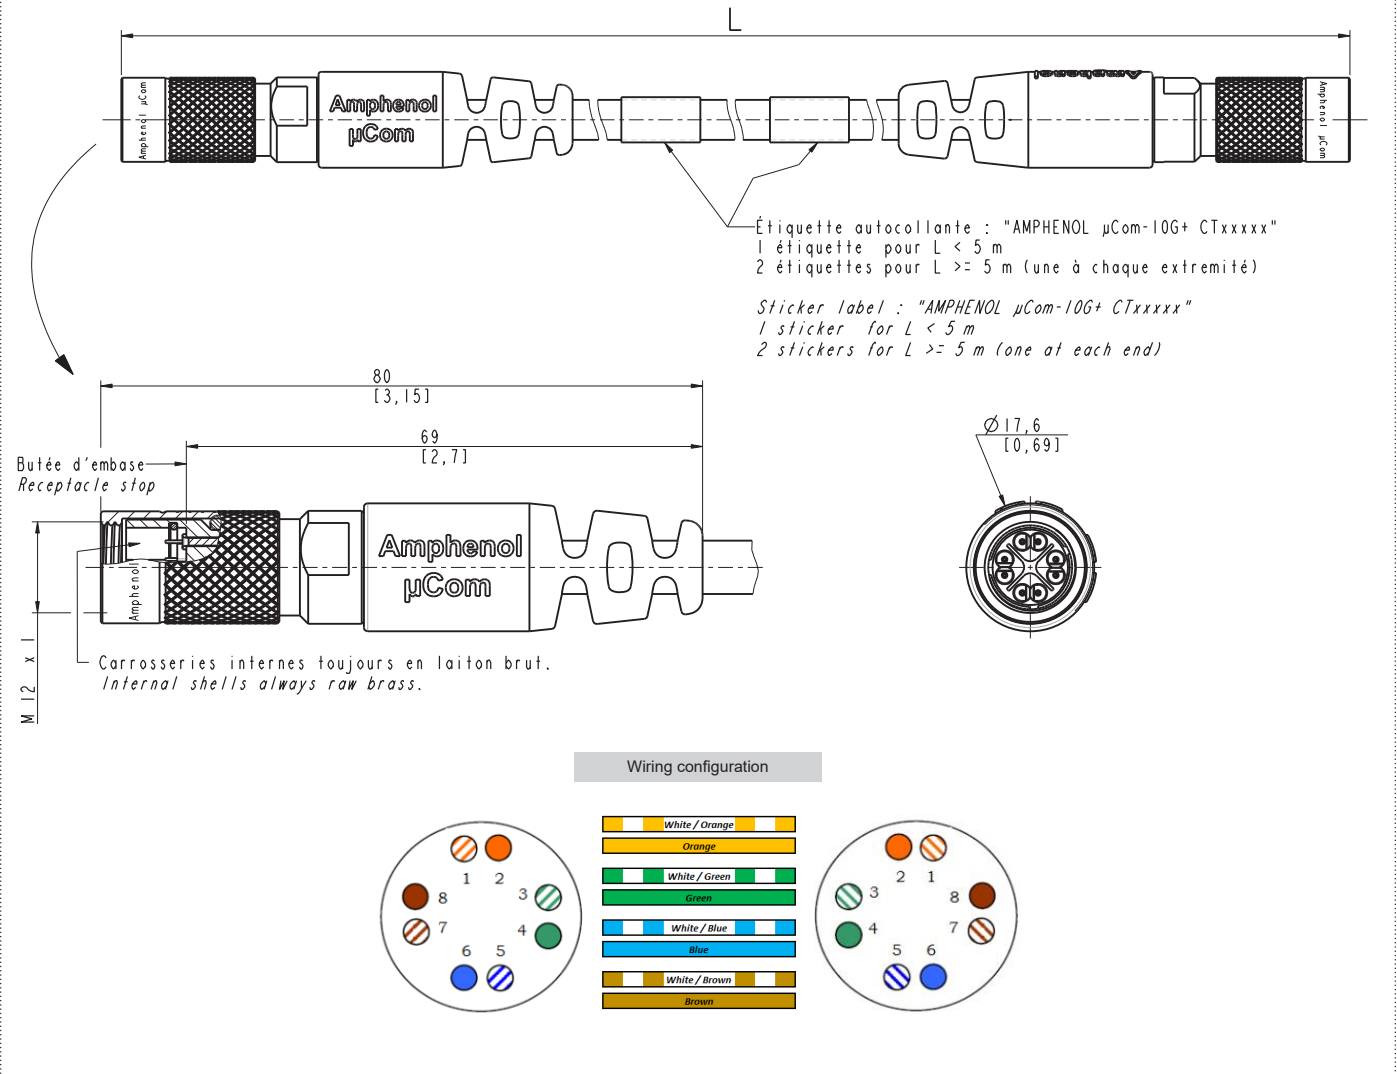 L
Amphenol µCom
Amphenol
µCom
Amphenol
Amphenol µCom
Étiquette autocollante : "AMPHENOL µCom-10G+ CTxxxxx"
1 étiquette pour L < 5 m
2 étiquettes pour L >= 5 m (une à chaque extremité)
Sticker label : "AMPHENOL µCom-10G+ CTxxxxx"
1 sticker for L < 5 m
2 stickers for L >= 5 m (one at each end)
80
[3,15]
69
[2,7]
Butée d'embase
Receptacle stop
Ø17,6
[0,69]
Amphenol
µCom
Amphenol
M12 x 1
Carrosseries internes toujours en laiton brut.
Internal shells always raw brass.
Wiring configuration
1 2
8 3
7 4
6 5
White / Orange
Orange
White / Green
Green
White / Blue
Blue
White / Brown
Brown
2 1
3 8
4 7
5 6